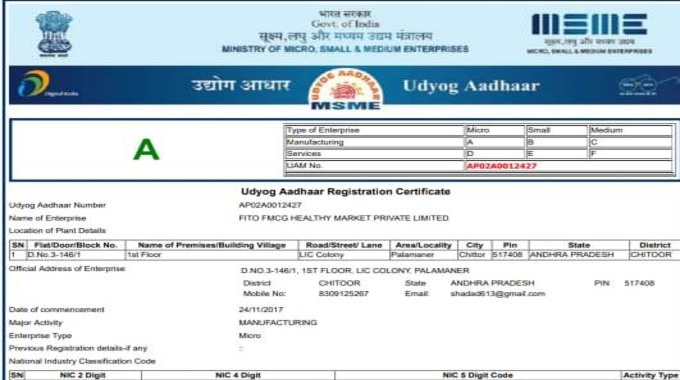 भारत सरकार
Govt. of India
सूक्ष्म,लघु और मध्यम उद्यम मंत्रालय
MINISTRY OF MICRO, SMALL & MEDIUM ENTERPRISES
MSME
सूक्ष्म,लघु और मध्यम उद्यम
MICRO, SMALL & MEDIUM ENTERPRISES
Digital India
उद्योग आधार
UDYOG AADHAAR
MSME
Udyog Aadhaar
A
Type of Enterprise Micro Small Medium
Manufacturing A B C
Services D E F
UAM No. AP02A0012427
Udyog Aadhaar Registration Certificate
Udyog Aadhaar Number AP02A0012427
Name of Enterprise FITO FMCG HEALTHY MARKET PRIVATE LIMITED
Location of Plant Details
SN Flat/Door/Block No. Name of Premises/Building Village Road/Street/ Lane Area/Locality City Pin State District
1 D.No.3-146/1 1st Floor LIC Colony Palamaner Chittor 517408 ANDHRA PRADESH CHITOOR
Official Address of Enterprise D.NO.3-146/1, 1ST FLOOR, LIC COLONY, PALAMANER
District CHITOOR State ANDHRA PRADESH PIN 517408
Mobile No: 8309125267 Email: shadad613@gmail.com
Date of commencement 24/11/2017
Major Activity MANUFACTURING
Enterprise Type Micro
Previous Registration details-if any ::
National Industry Classification Code
SN NIC 2 Digit NIC 4 Digit NIC 5 Digit Code Activity Type